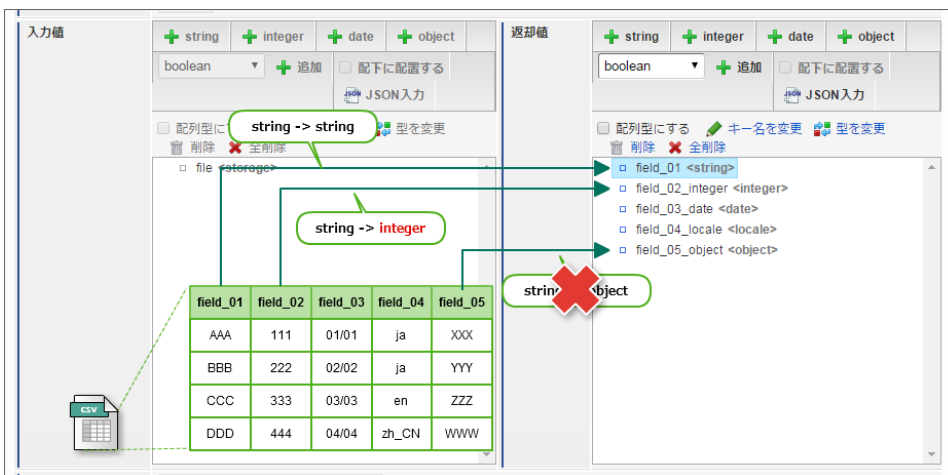 入力値
string integer date object
boolean 追加 配下に配置する
JSON JSON入力
配列型に 型を変更
削除 全削除
file <storage>
string -> string
string -> integer
field_01 field_02 field_03 field_04 field_05
AAA 111 01/01 ja XXX
BBB 222 02/02 ja YYY
CCC 333 03/03 en ZZZ
DDD 444 04/04 zh_CN WWW
CSV
返却値
string integer date object
boolean 追加 配下に配置する
JSON JSON入力
配列型にする キー名を変更 型を変更
削除 全削除
field_01 <string>
field_02_integer <integer>
field_03_date <date>
field_04_locale <locale>
field_05_object <object>